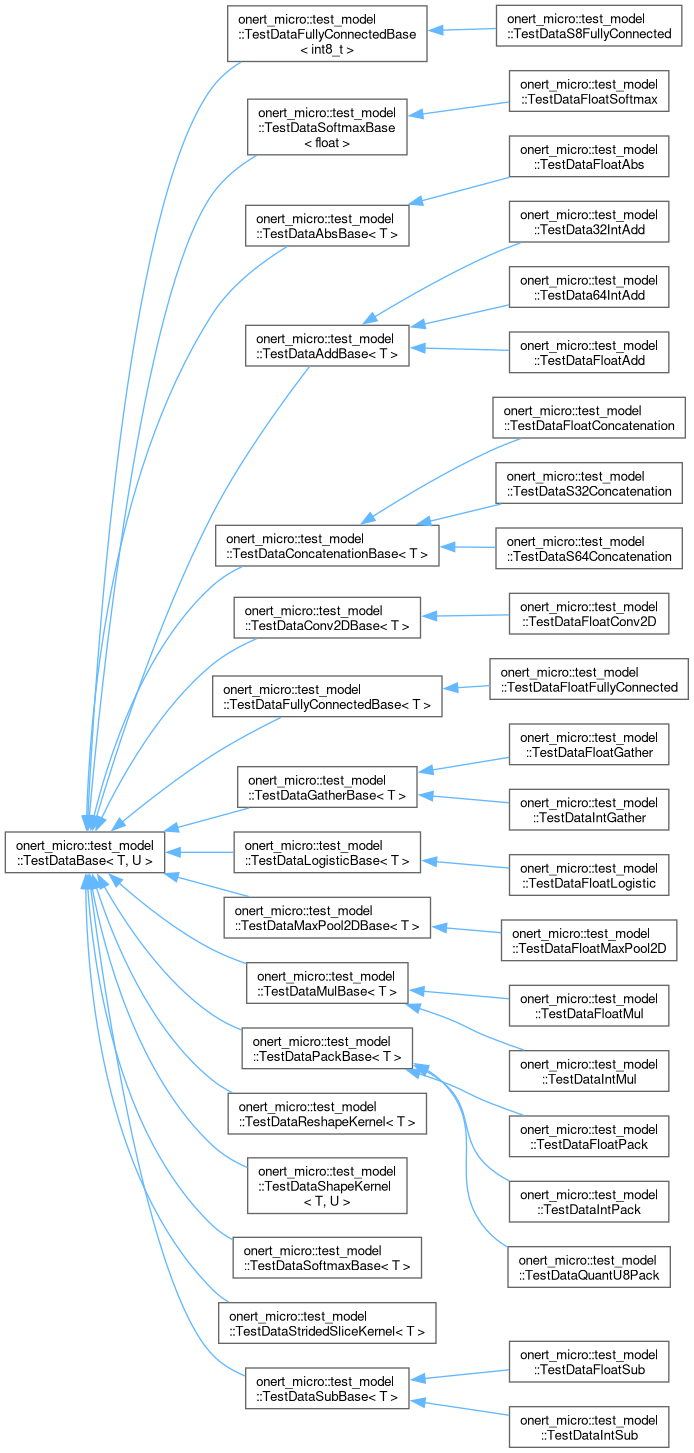 onert_micro::test_model
::TestDataFullyConnectedBase
< int8_t >
onert_micro::test_model
::TestDataS8FullyConnected
onert_micro::test_model
::TestDataSoftmaxBase
< float >
onert_micro::test_model
::TestDataFloatSoftmax
onert_micro::test_model
::TestDataFloatAbs
onert_micro::test_model
::TestDataAbsBase< T >
onert_micro::test_model
::TestData32IntAdd
onert_micro::test_model
::TestData64IntAdd
onert_micro::test_model
::TestDataAddBase< T >
onert_micro::test_model
::TestDataFloatAdd
onert_micro::test_model
::TestDataFloatConcatenation
onert_micro::test_model
::TestDataS32Concatenation
onert_micro::test_model
::TestDataConcatenationBase< T >
onert_micro::test_model
::TestDataS64Concatenation
onert_micro::test_model
::TestDataConv2DBase< T >
onert_micro::test_model
::TestDataFloatConv2D
onert_micro::test_model
::TestDataFullyConnectedBase< T >
onert_micro::test_model
::TestDataFloatFullyConnected
onert_micro::test_model
::TestDataFloatGather
onert_micro::test_model
::TestDataGatherBase< T >
onert_micro::test_model
::TestDataIntGather
onert_micro::test_model
::TestDataBase< T, U >
onert_micro::test_model
::TestDataLogisticBase< T >
onert_micro::test_model
::TestDataFloatLogistic
onert_micro::test_model
::TestDataMaxPool2DBase< T >
onert_micro::test_model
::TestDataFloatMaxPool2D
onert_micro::test_model
::TestDataMulBase< T >
onert_micro::test_model
::TestDataFloatMul
onert_micro::test_model
::TestDataPackBase< T >
onert_micro::test_model
::TestDataIntMul
onert_micro::test_model
::TestDataReshapeKernel< T >
onert_micro::test_model
::TestDataFloatPack
onert_micro::test_model
::TestDataShapeKernel
< T, U >
onert_micro::test_model
::TestDataIntPack
onert_micro::test_model
::TestDataSoftmaxBase< T >
onert_micro::test_model
::TestDataQuantU8Pack
onert_micro::test_model
::TestDataStridedSliceKernel< T >
onert_micro::test_model
::TestDataFloatSub
onert_micro::test_model
::TestDataSubBase< T >
onert_micro::test_model
::TestDataIntSub